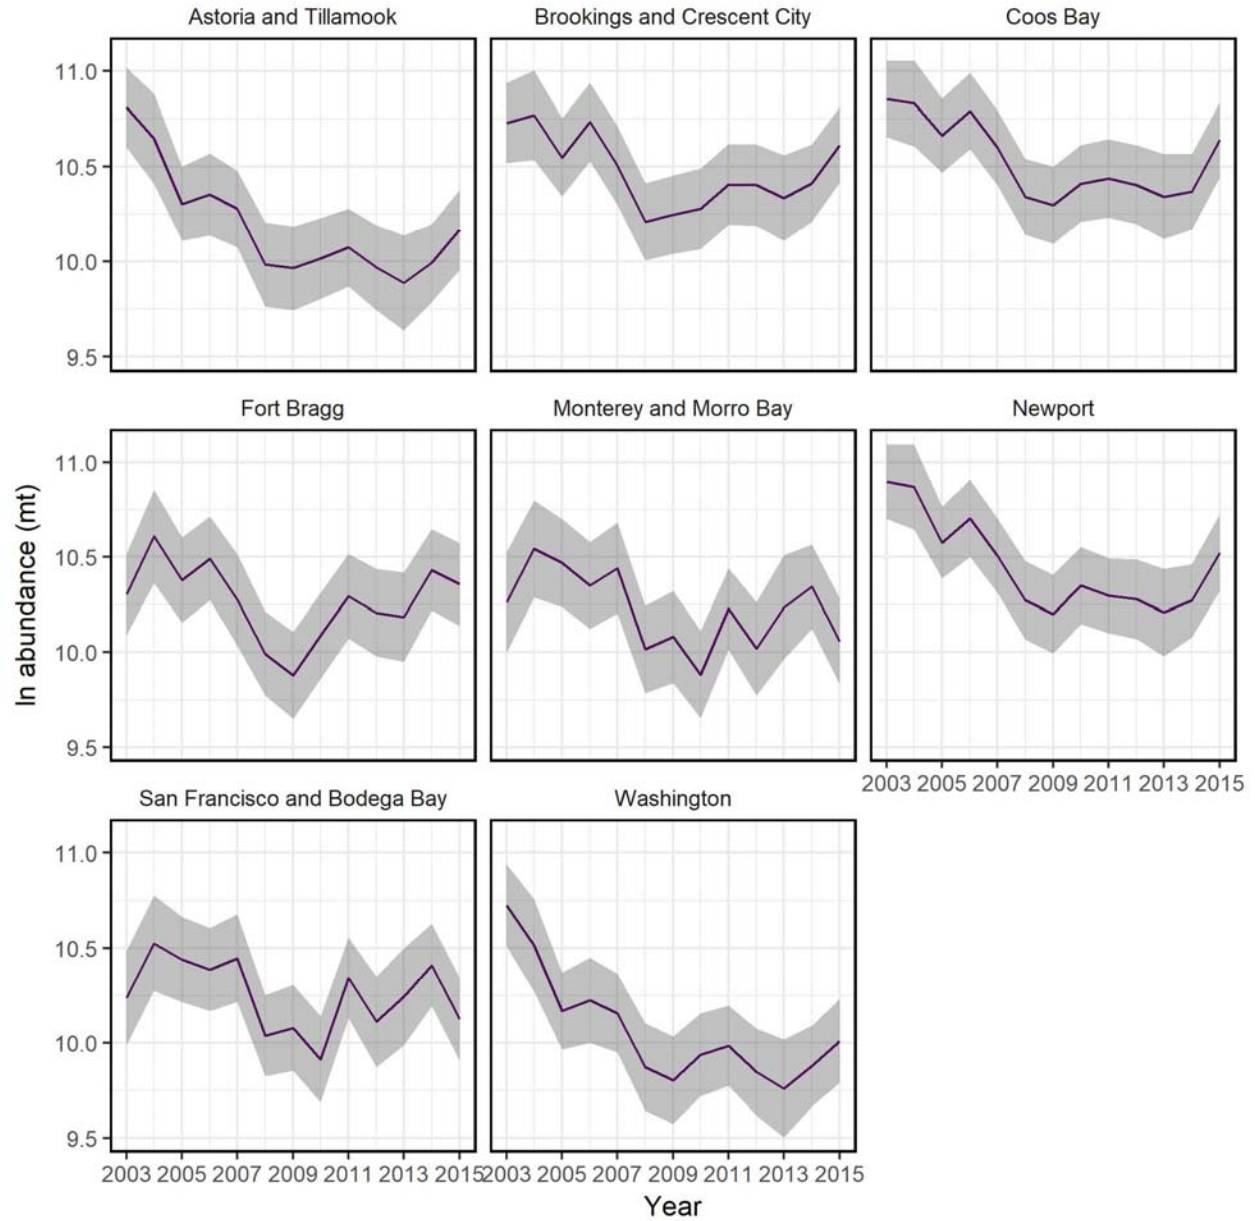 Astoria and Tillamook
Brookings and Crescent City
Coos Bay
11.0
10.5
10.0
9.5
Fort Bragg
Monterey and Morro Bay
Newport
11.0
10.5
10.0
9.5
2003 2005 2007 2009 2011 2013 2015
San Francisco and Bodega Bay
Washington
11.0
10.5
10.0
9.5
2003 2005 2007 2009 2011 2013 2015
2003 2005 2007 2009 2011 2013 2015
ln abundance (mt)
Year